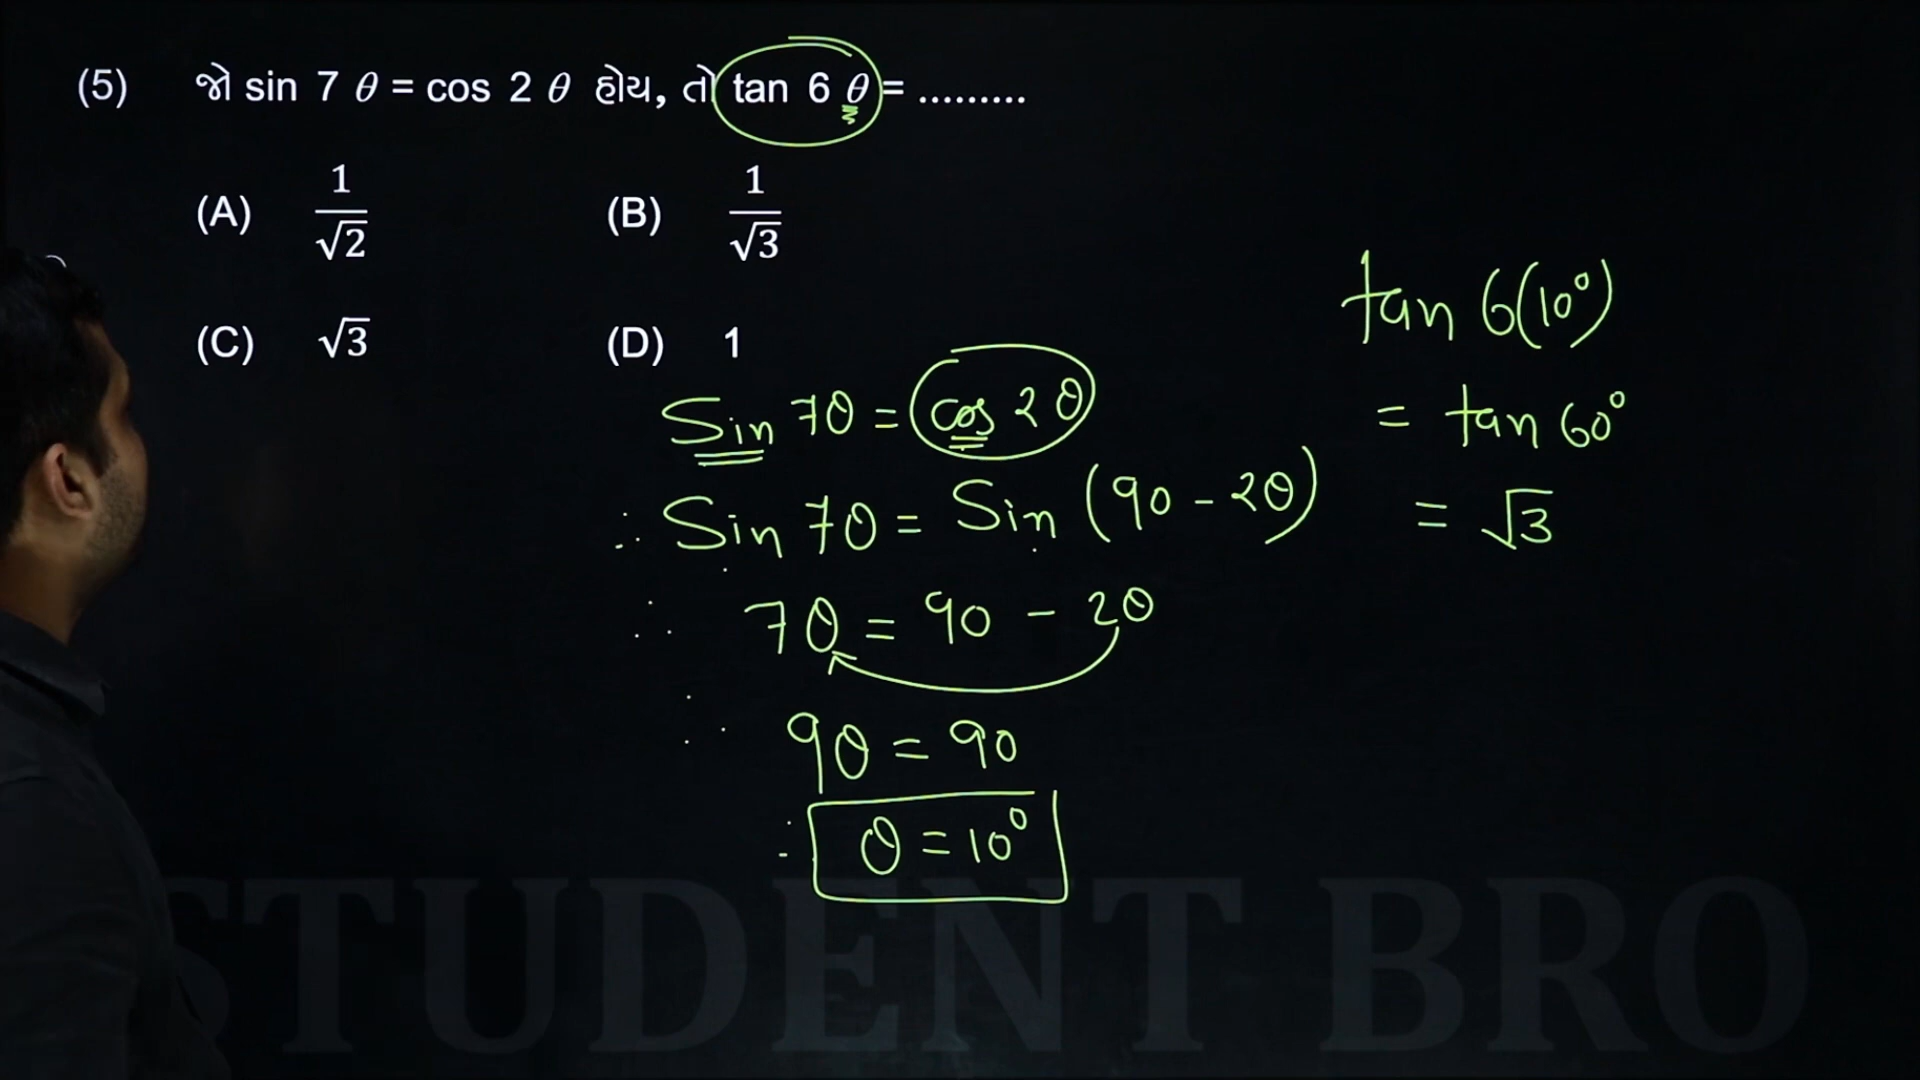 (5) જો sin 7 θ = cos 2 θ હોય, તો tan 6 θ = .........
(A) 1/√2 (B) 1/√3
(C) √3 (D) 1
Sin 7θ = cos 2θ
∴ Sin 7θ = Sin (90 - 2θ)
∴ 7θ = 90 - 2θ
∴ 9θ = 90
∴ θ = 10°
tan 6(10°)
= tan 60°
= √3
STUDENT BRO